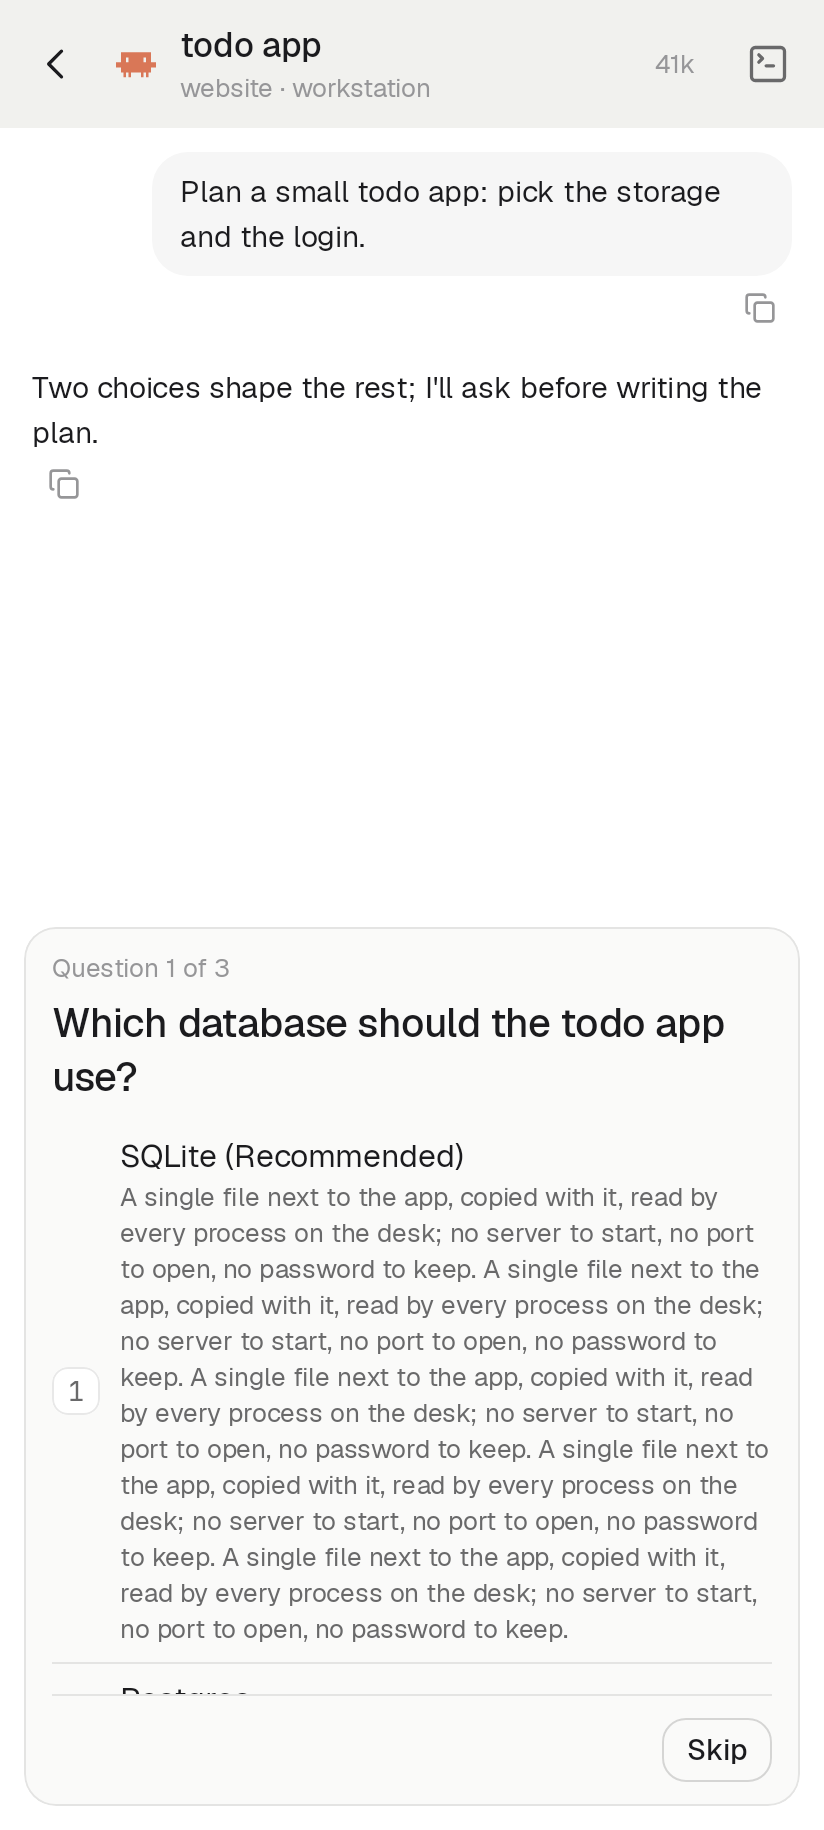 todo app
website · workstation
41k
Plan a small todo app: pick the storage
and the login.
Two choices shape the rest; I'll ask before writing the
plan.
Question 1 of 3
Which database should the todo app
use?
SQLite (Recommended)
A single file next to the app, copied with it, read by
every process on the desk; no server to start, no port
to open, no password to keep. A single file next to the
app, copied with it, read by every process on the desk;
no server to start, no port to open, no password to
keep. A single file next to the app, copied with it, read
1
by every process on the desk; no server to start, no
port to open, no password to keep. A single file next to
the app, copied with it, read by every process on the
desk; no server to start, no port to open, no password
to keep. A single file next to the app, copied with it,
read by every process on the desk; no server to start,
no port to open, no password to keep.
Skip